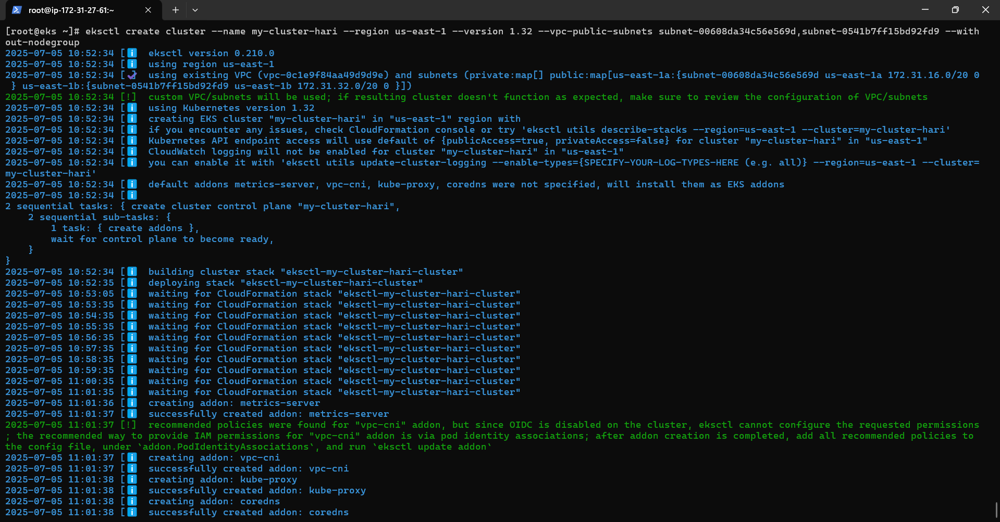 root@ip-172-31-27-61:~
[root@eks ~]# eksctl create cluster --name my-cluster-hari --region us-east-1 --version 1.32 --vpc-public-subnets subnet-00608da34c56e569d,subnet-0541b7ff15bd92fd9 --with
out-nodegroup
2025-07-05 10:52:34 [ℹ]  eksctl version 0.210.0
2025-07-05 10:52:34 [ℹ]  using region us-east-1
2025-07-05 10:52:34 [✔]  using existing VPC (vpc-0c1e9f84aa49d9d9e) and subnets (private:map[] public:map[us-east-1a:{subnet-00608da34c56e569d us-east-1a 172.31.16.0/20 0
 } us-east-1b:{subnet-0541b7ff15bd92fd9 us-east-1b 172.31.32.0/20 0 }])
2025-07-05 10:52:34 [!]  custom VPC/subnets will be used; if resulting cluster doesn't function as expected, make sure to review the configuration of VPC/subnets
2025-07-05 10:52:34 [ℹ]  using Kubernetes version 1.32
2025-07-05 10:52:34 [ℹ]  creating EKS cluster "my-cluster-hari" in "us-east-1" region with
2025-07-05 10:52:34 [ℹ]  if you encounter any issues, check CloudFormation console or try 'eksctl utils describe-stacks --region=us-east-1 --cluster=my-cluster-hari'
2025-07-05 10:52:34 [ℹ]  Kubernetes API endpoint access will use default of {publicAccess=true, privateAccess=false} for cluster "my-cluster-hari" in "us-east-1"
2025-07-05 10:52:34 [ℹ]  CloudWatch logging will not be enabled for cluster "my-cluster-hari" in "us-east-1"
2025-07-05 10:52:34 [ℹ]  you can enable it with 'eksctl utils update-cluster-logging --enable-types={SPECIFY-YOUR-LOG-TYPES-HERE (e.g. all)} --region=us-east-1 --cluster=
my-cluster-hari'
2025-07-05 10:52:34 [ℹ]  default addons metrics-server, vpc-cni, kube-proxy, coredns were not specified, will install them as EKS addons
2025-07-05 10:52:34 [ℹ]
2 sequential tasks: { create cluster control plane "my-cluster-hari",
    2 sequential sub-tasks: {
        1 task: { create addons },
        wait for control plane to become ready,
    }
}
2025-07-05 10:52:34 [ℹ]  building cluster stack "eksctl-my-cluster-hari-cluster"
2025-07-05 10:52:35 [ℹ]  deploying stack "eksctl-my-cluster-hari-cluster"
2025-07-05 10:53:05 [ℹ]  waiting for CloudFormation stack "eksctl-my-cluster-hari-cluster"
2025-07-05 10:53:35 [ℹ]  waiting for CloudFormation stack "eksctl-my-cluster-hari-cluster"
2025-07-05 10:54:35 [ℹ]  waiting for CloudFormation stack "eksctl-my-cluster-hari-cluster"
2025-07-05 10:55:35 [ℹ]  waiting for CloudFormation stack "eksctl-my-cluster-hari-cluster"
2025-07-05 10:56:35 [ℹ]  waiting for CloudFormation stack "eksctl-my-cluster-hari-cluster"
2025-07-05 10:57:35 [ℹ]  waiting for CloudFormation stack "eksctl-my-cluster-hari-cluster"
2025-07-05 10:58:35 [ℹ]  waiting for CloudFormation stack "eksctl-my-cluster-hari-cluster"
2025-07-05 10:59:35 [ℹ]  waiting for CloudFormation stack "eksctl-my-cluster-hari-cluster"
2025-07-05 11:00:35 [ℹ]  waiting for CloudFormation stack "eksctl-my-cluster-hari-cluster"
2025-07-05 11:01:35 [ℹ]  waiting for CloudFormation stack "eksctl-my-cluster-hari-cluster"
2025-07-05 11:01:36 [ℹ]  creating addon: metrics-server
2025-07-05 11:01:37 [ℹ]  successfully created addon: metrics-server
2025-07-05 11:01:37 [!]  recommended policies were found for "vpc-cni" addon, but since OIDC is disabled on the cluster, eksctl cannot configure the requested permissions
; the recommended way to provide IAM permissions for "vpc-cni" addon is via pod identity associations; after addon creation is completed, add all recommended policies to
the config file, under `addon.PodIdentityAssociations`, and run `eksctl update addon`
2025-07-05 11:01:37 [ℹ]  creating addon: vpc-cni
2025-07-05 11:01:37 [ℹ]  successfully created addon: vpc-cni
2025-07-05 11:01:38 [ℹ]  creating addon: kube-proxy
2025-07-05 11:01:38 [ℹ]  successfully created addon: kube-proxy
2025-07-05 11:01:38 [ℹ]  creating addon: coredns
2025-07-05 11:01:38 [ℹ]  successfully created addon: coredns